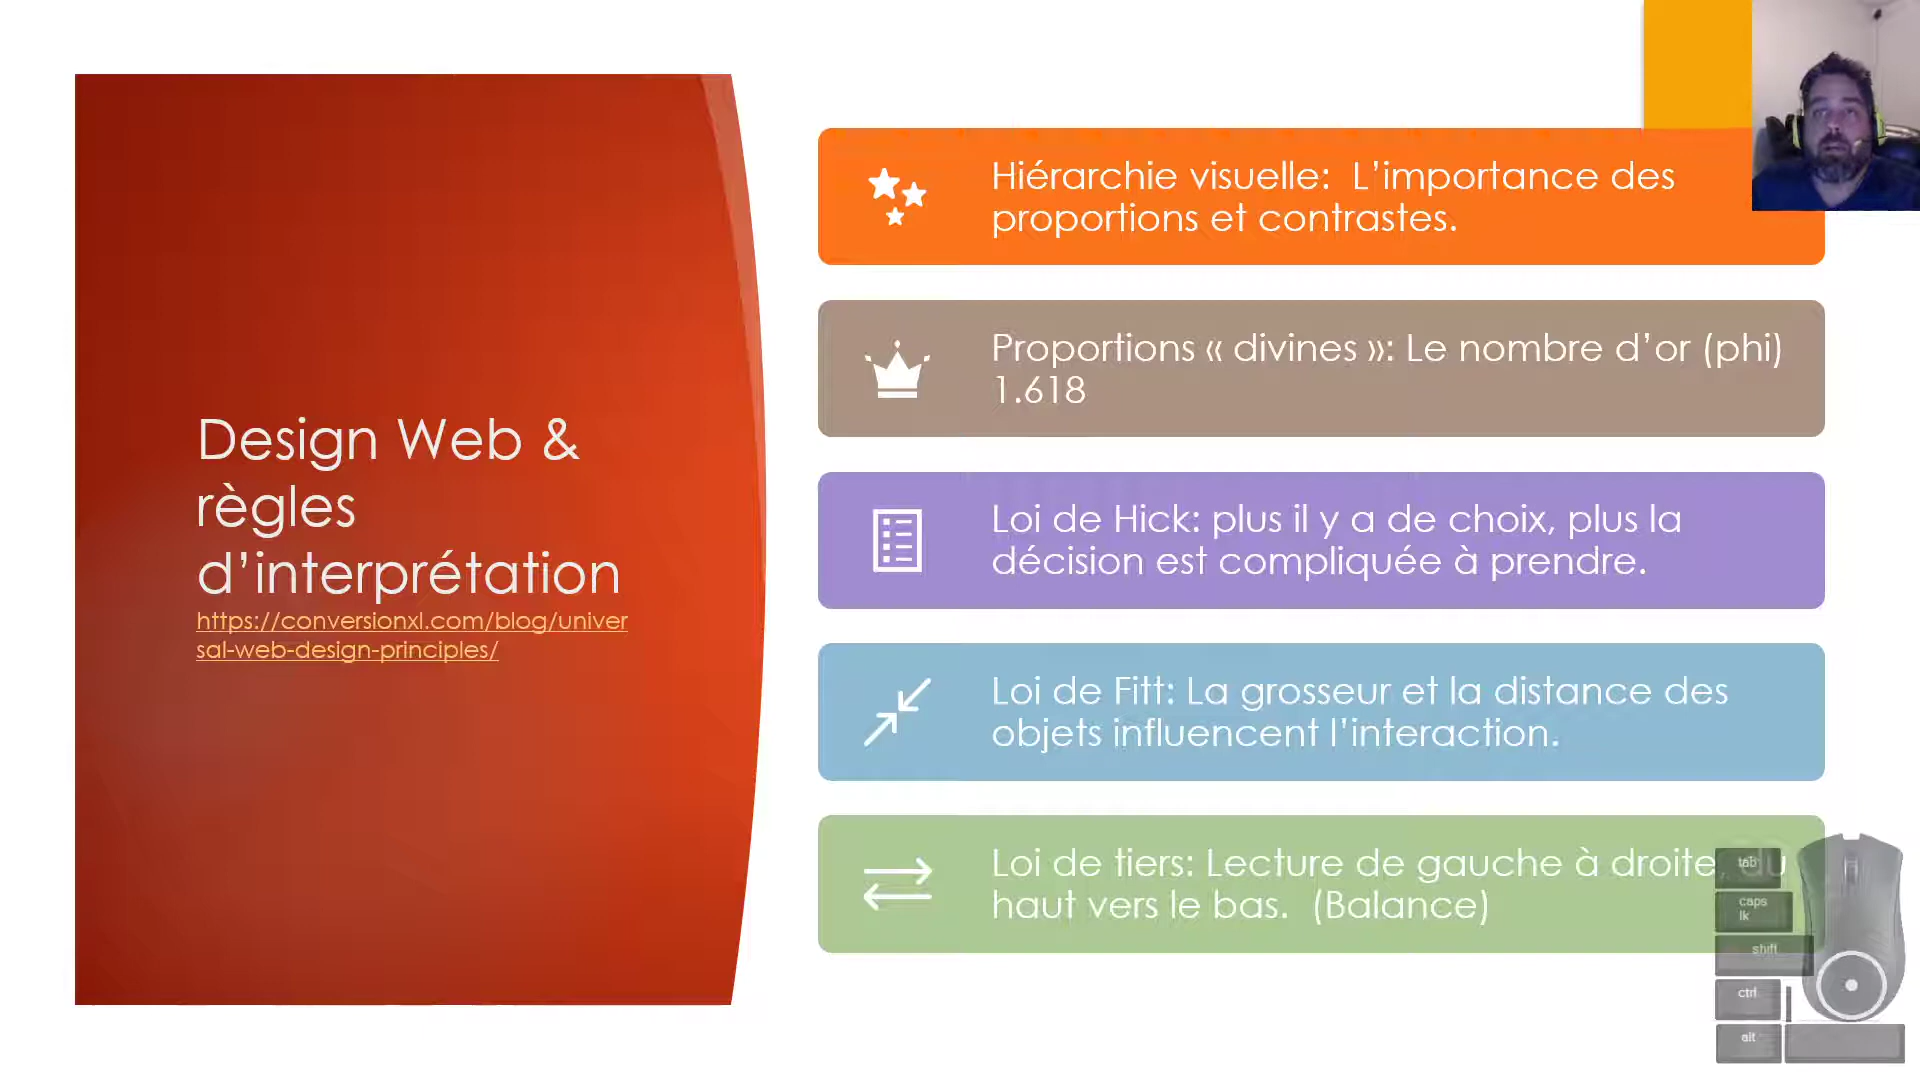 Design Web &
règles
d’interprétation
https://conversionxl.com/blog/univer
sal-web-design-principles/
Hiérarchie visuelle:  L’importance des
proportions et contrastes.
Proportions « divines »: Le nombre d’or (phi)
1.618
Loi de Hick: plus il y a de choix, plus la
décision est compliquée à prendre.
Loi de Fitt: La grosseur et la distance des
objets influencent l’interaction.
Loi de tiers: Lecture de gauche à droite, du
haut vers le bas.  (Balance)
tab
caps
lk
shift
ctrl
alt